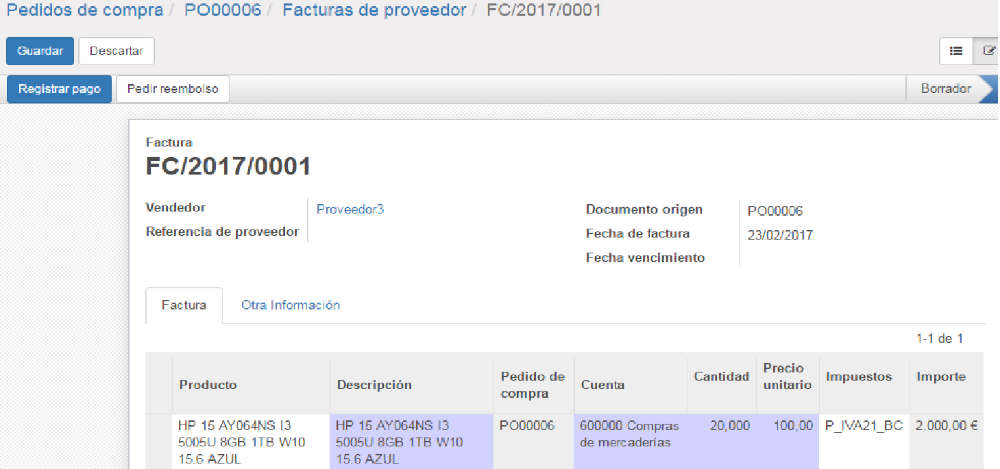 Pedidos de compra / PO00006 / Facturas de proveedor / FC/2017/0001
Guardar Descartar
Registrar pago Pedir reembolso Borrador
Factura
FC/2017/0001
Vendedor Proveedor3 Documento origen PO00006
Referencia de proveedor Fecha de factura 23/02/2017
Fecha vencimiento
Factura Otra Información
1-1 de 1
Producto Descripción Pedido de compra Cuenta Cantidad Precio unitario Impuestos Importe
HP 15 AY064NS I3 HP 15 AY064NS I3 PO00006 600000 Compras 20,000 100,00 P_IVA21_BC 2.000,00 €
5005U 8GB 1TB W10 5005U 8GB 1TB W10 de mercaderías
15.6 AZUL 15.6 AZUL